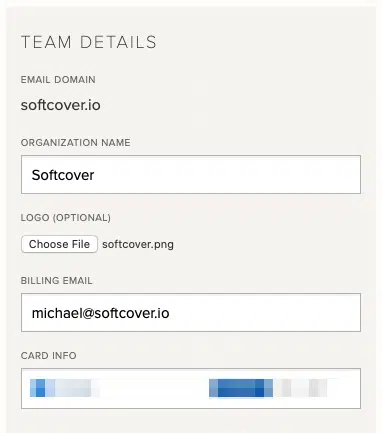 TEAM DETAILS
EMAIL DOMAIN
softcover.io
ORGANIZATION NAME
Softcover
LOGO (OPTIONAL)
Choose File softcover.png
BILLING EMAIL
michael@softcover.io
CARD INFO